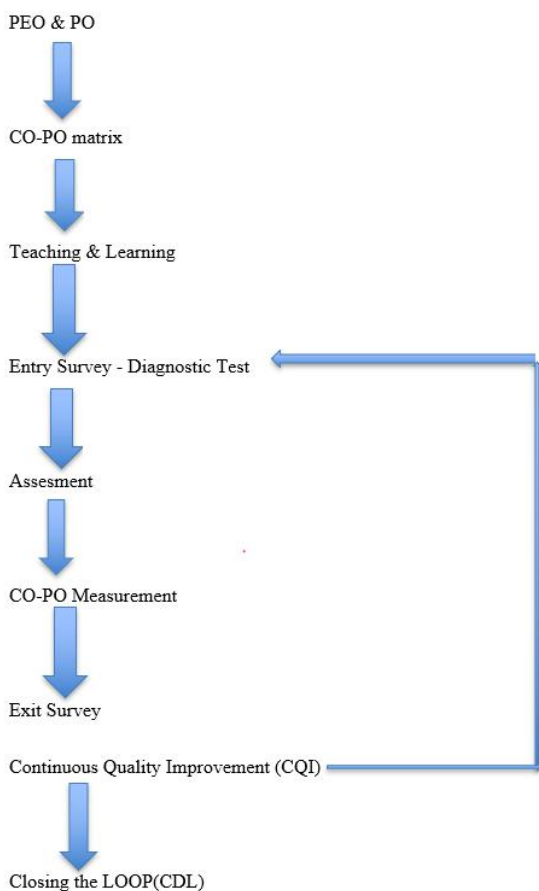 PEO & PO
CO-PO matrix
Teaching & Learning
Entry Survey - Diagnostic Test
Assesment
CO-PO Measurement
Exit Survey
Continuous Quality Improvement (CQI)
Closing the LOOP(CDL)